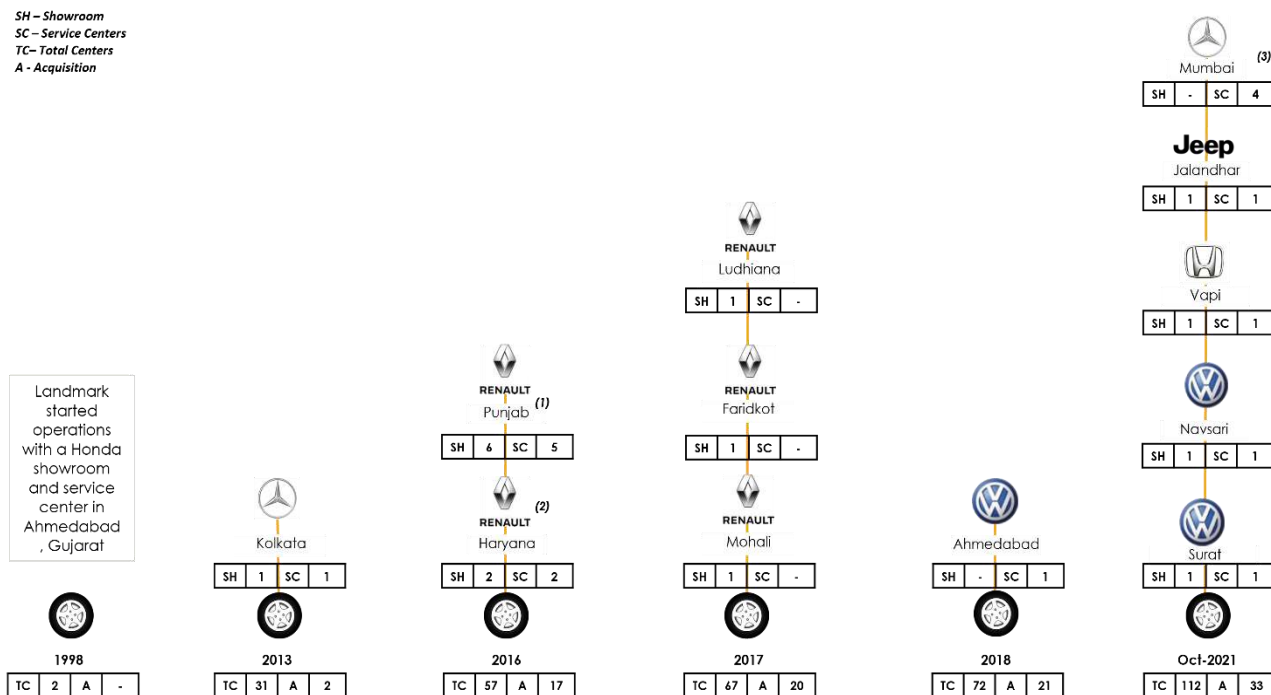 SH – Showroom
SC – Service Centers
TC– Total Centers
A - Acquisition
Landmark
started
operations
with a Honda
showroom
and service
center in
Ahmedabad
, Gujarat
1998
TC 2 A -
Kolkata
SH 1 SC 1
2013
TC 31 A 2
RENAULT
Punjab (1)
SH 6 SC 5
RENAULT (2)
Haryana
SH 2 SC 2
2016
TC 57 A 17
RENAULT
Ludhiana
SH 1 SC -
RENAULT
Faridkot
SH 1 SC -
RENAULT
Mohali
SH 1 SC -
2017
TC 67 A 20
Ahmedabad
SH - SC 1
2018
TC 72 A 21
Mumbai (3)
SH - SC 4
Jeep
Jalandhar
SH 1 SC 1
Vapi
SH 1 SC 1
Navsari
SH 1 SC 1
Surat
SH 1 SC 1
Oct-2021
TC 112 A 33